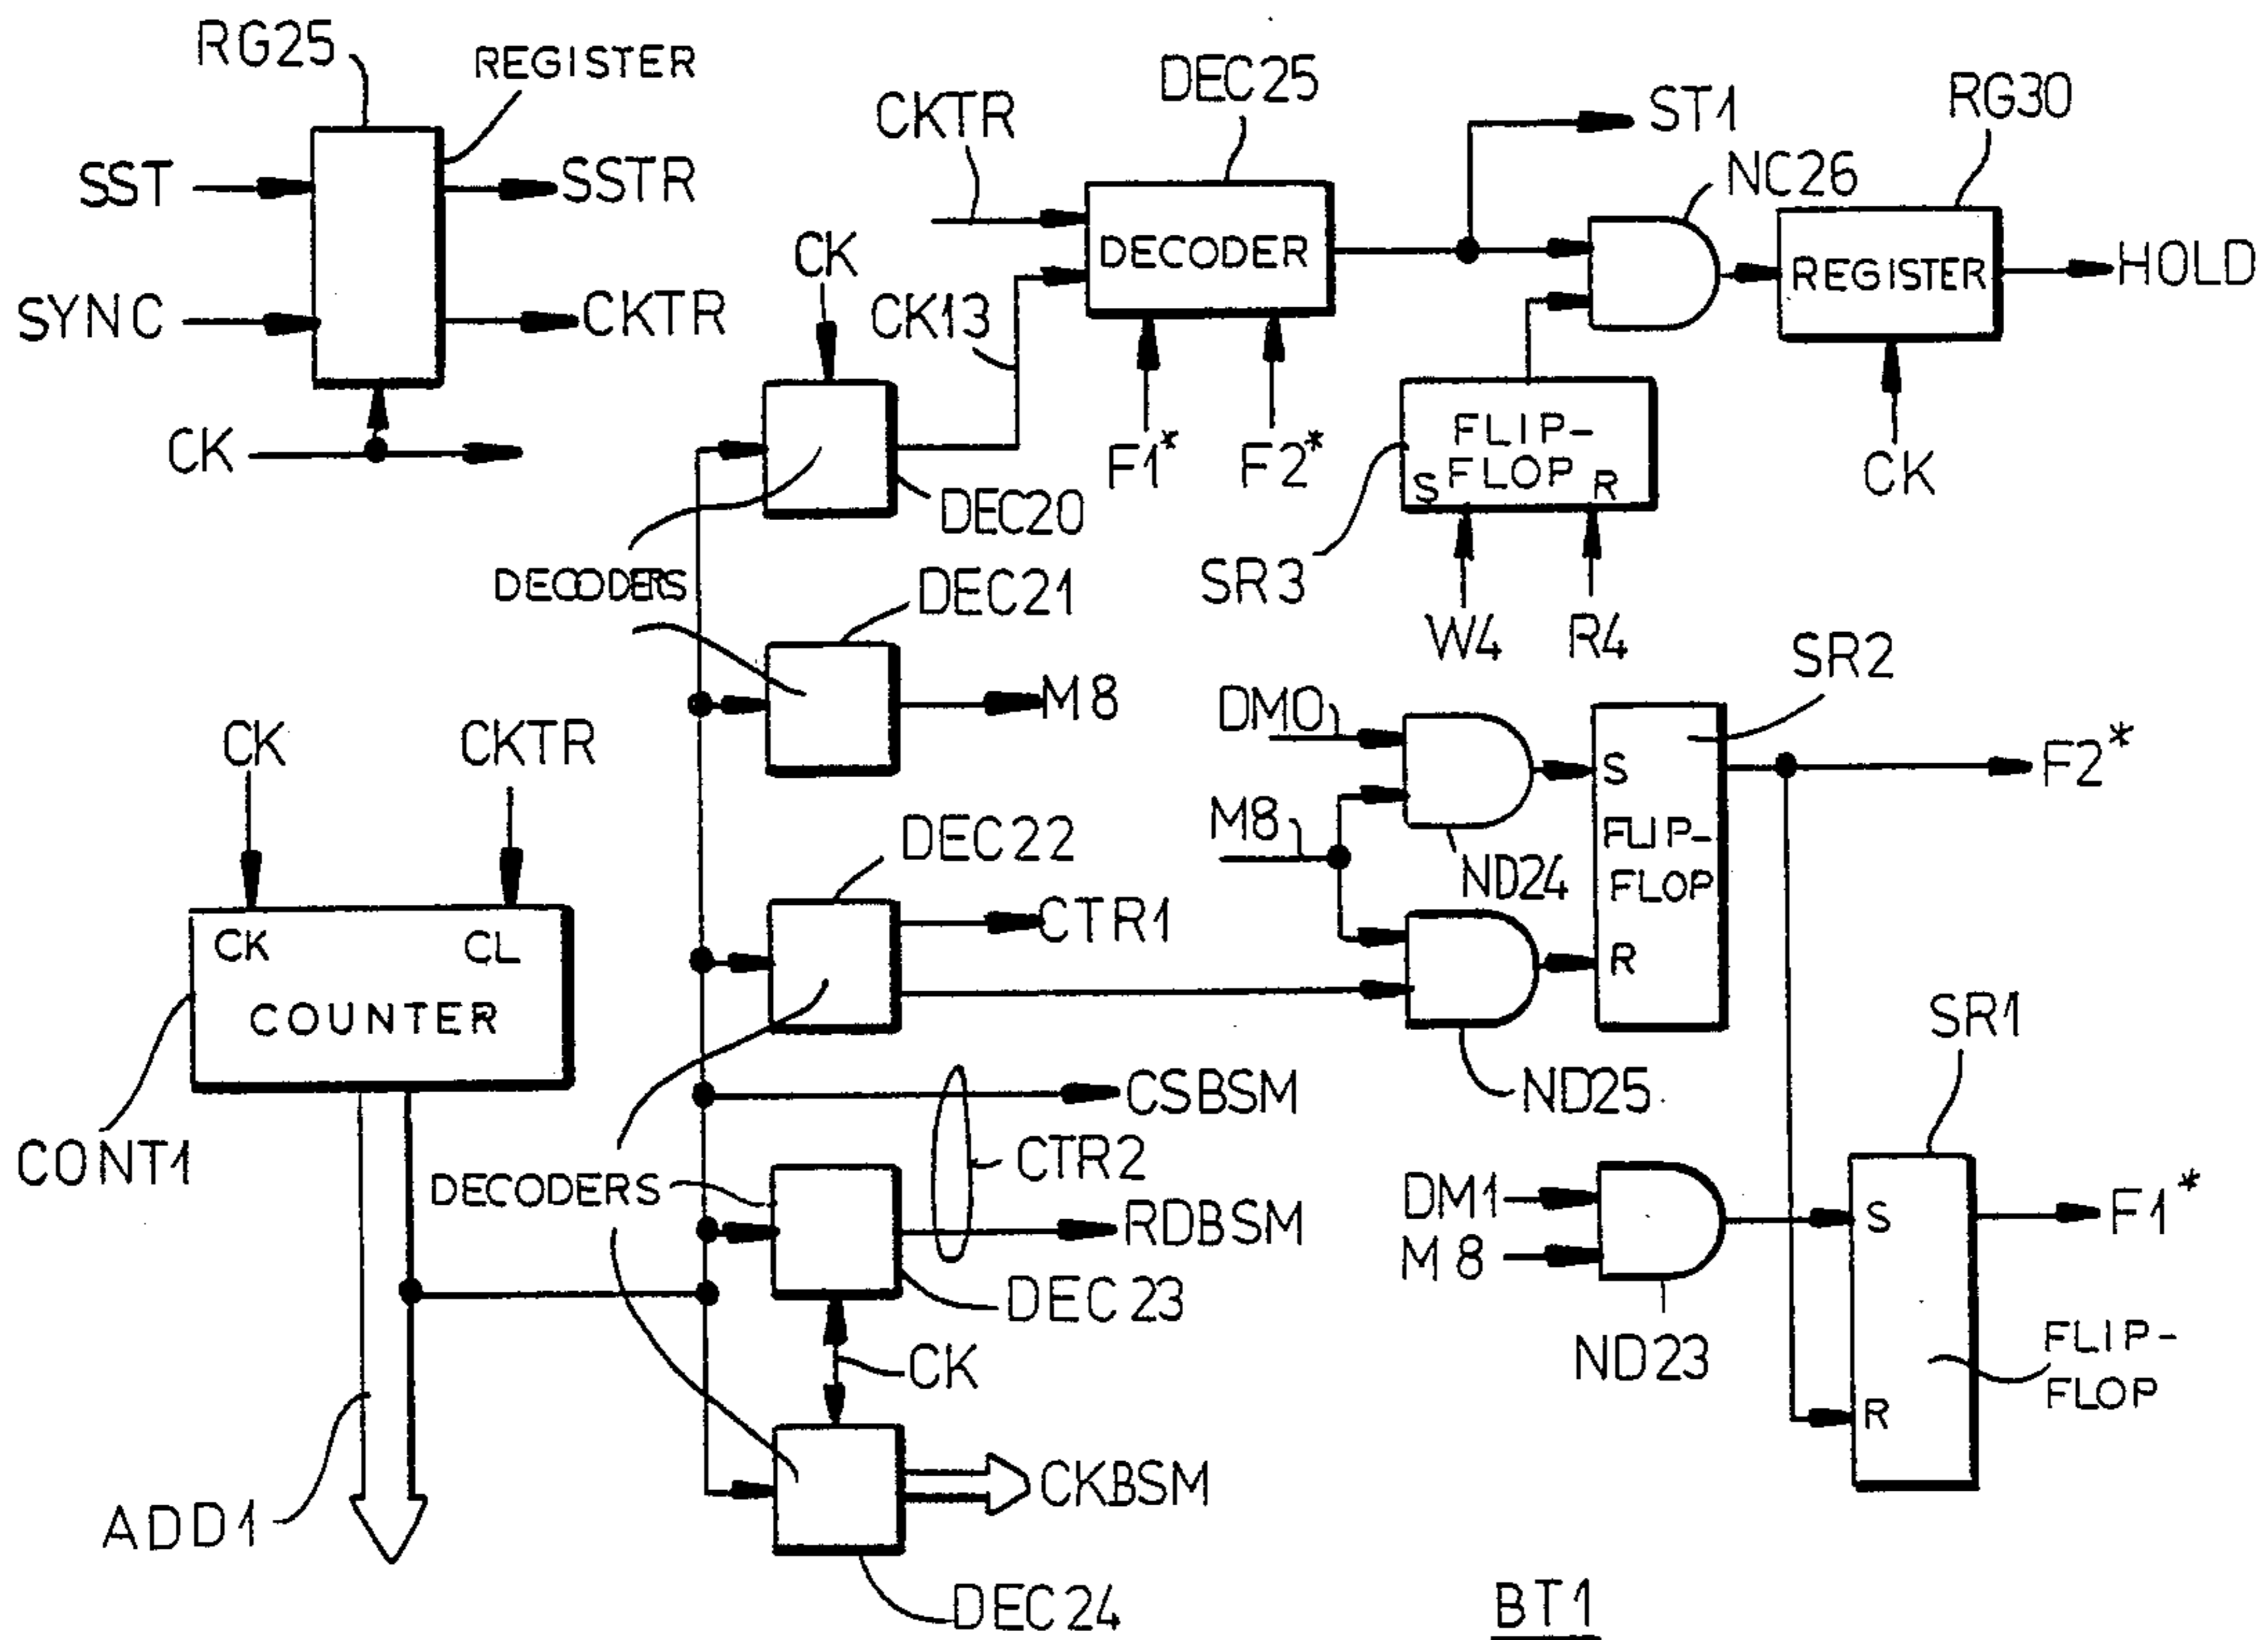 RG25
REGISTER
SST
SSTR
SYNC
CKTR
CK
CKTR
DEC25
DECODER
CK
CK13
F1*
F2*
ST1
NC26
RG30
REGISTER
HOLD
CK
FLIP-
FLOP
S
R
SR3
W4
R4
DEC20
DECODERS
DEC21
M8
CK
CKTR
CK
CL
COUNTER
CONT1
ADD1
DEC22
CTR1
CSBSM
CTR2
DECODERS
RDBSM
DEC23
CK
CKBSM
DEC24
DM0
M8
ND24
ND25
SR2
S
FLIP-
FLOP
R
F2*
SR1
DM1
M8
ND23
S
R
F1*
FLIP-
FLOP
BT1